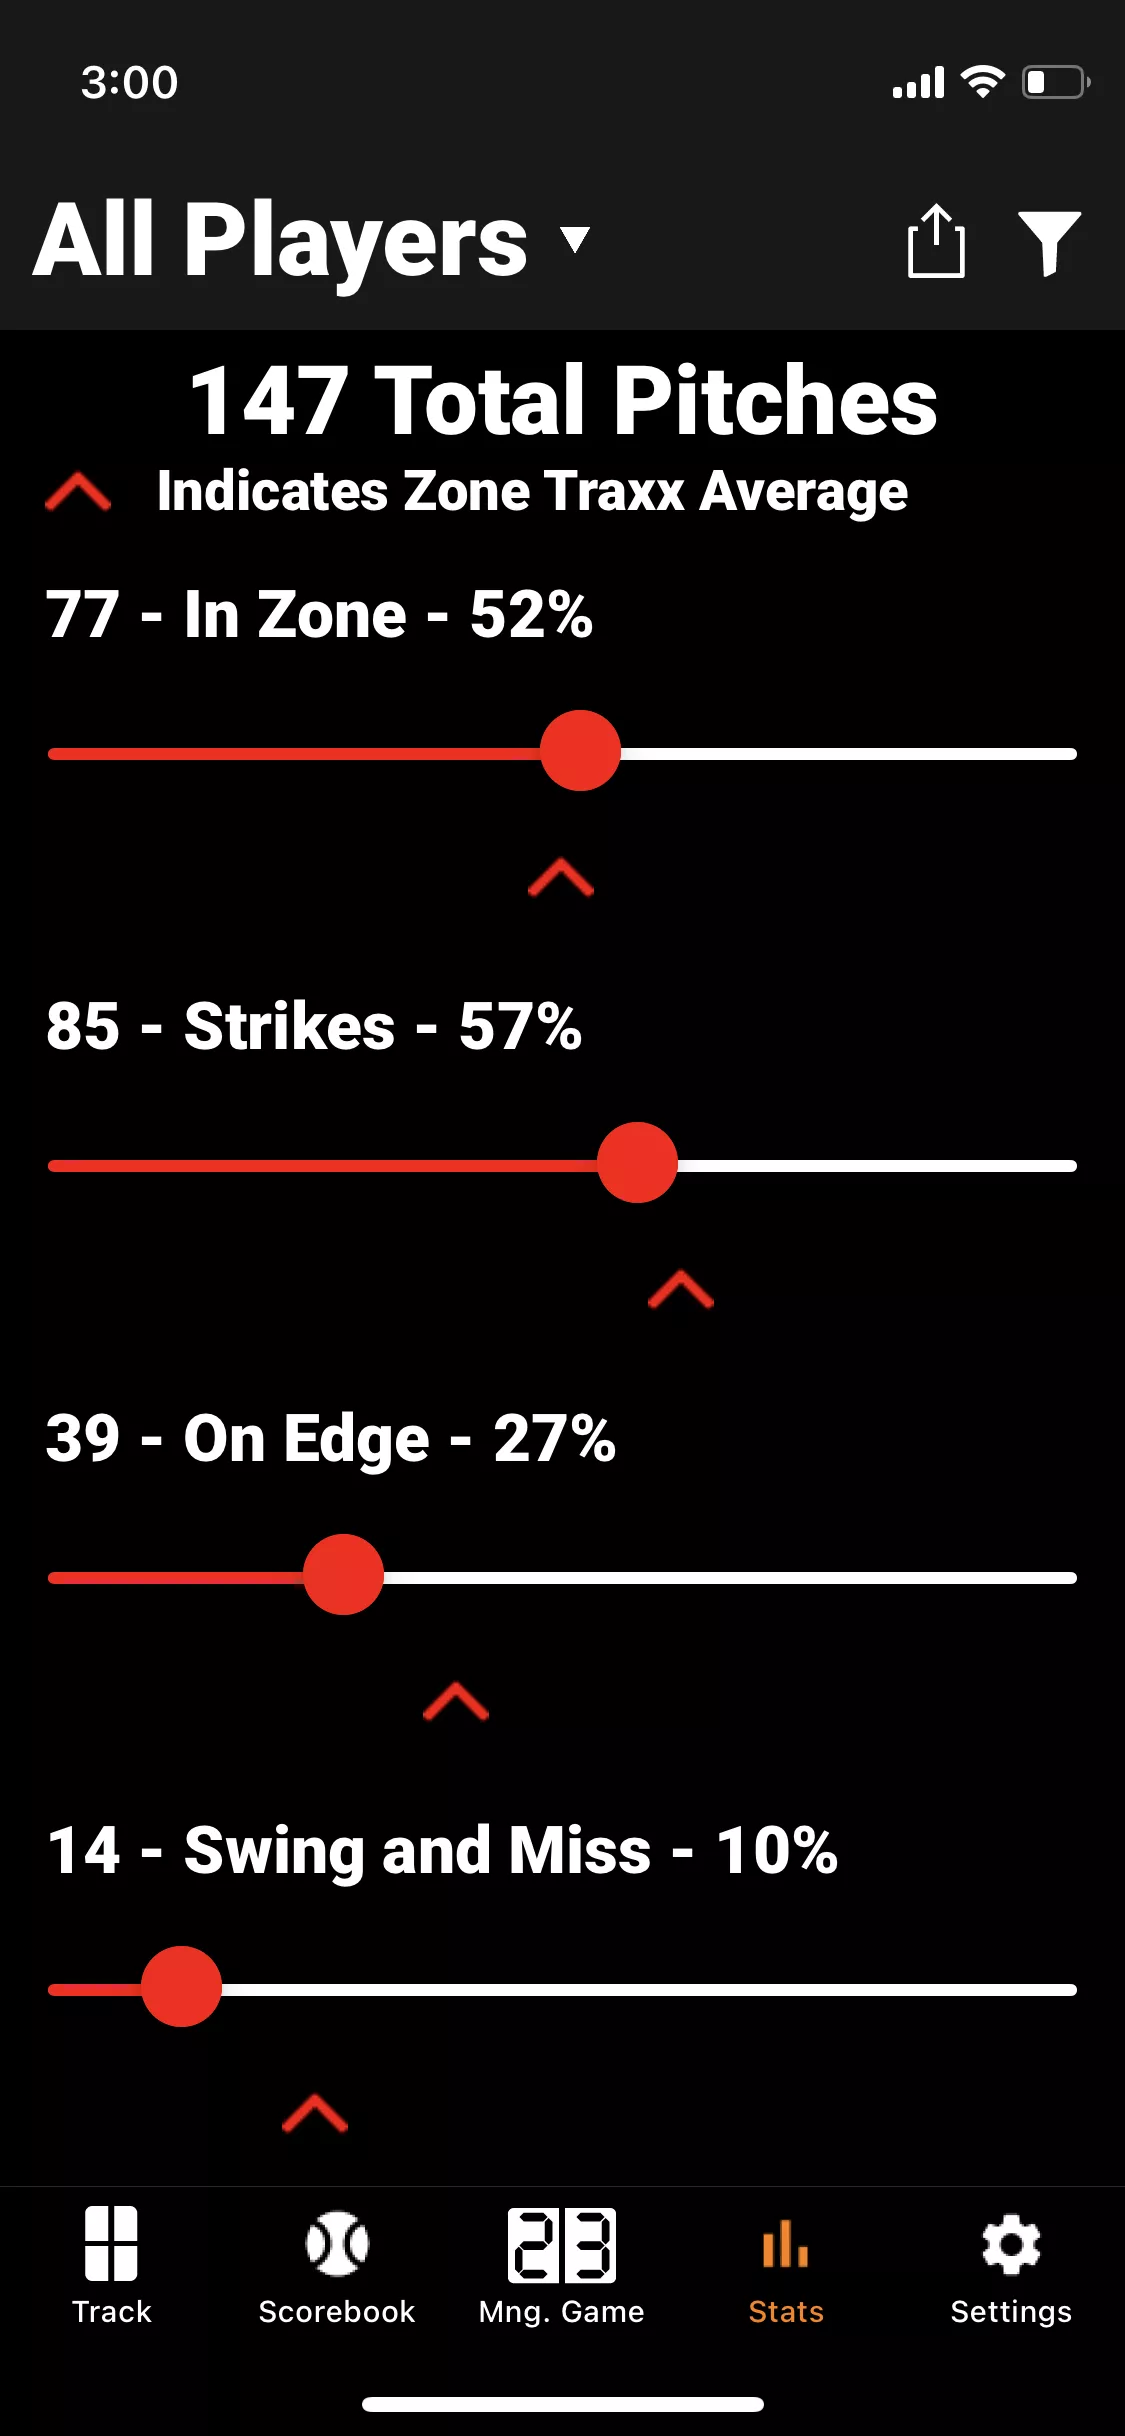 3:00
All Players
147 Total Pitches
Indicates Zone Traxx Average
77 - In Zone - 52%
85 - Strikes - 57%
39 - On Edge - 27%
14 - Swing and Miss - 10%
23
Track Scorebook Mng. Game Stats Settings